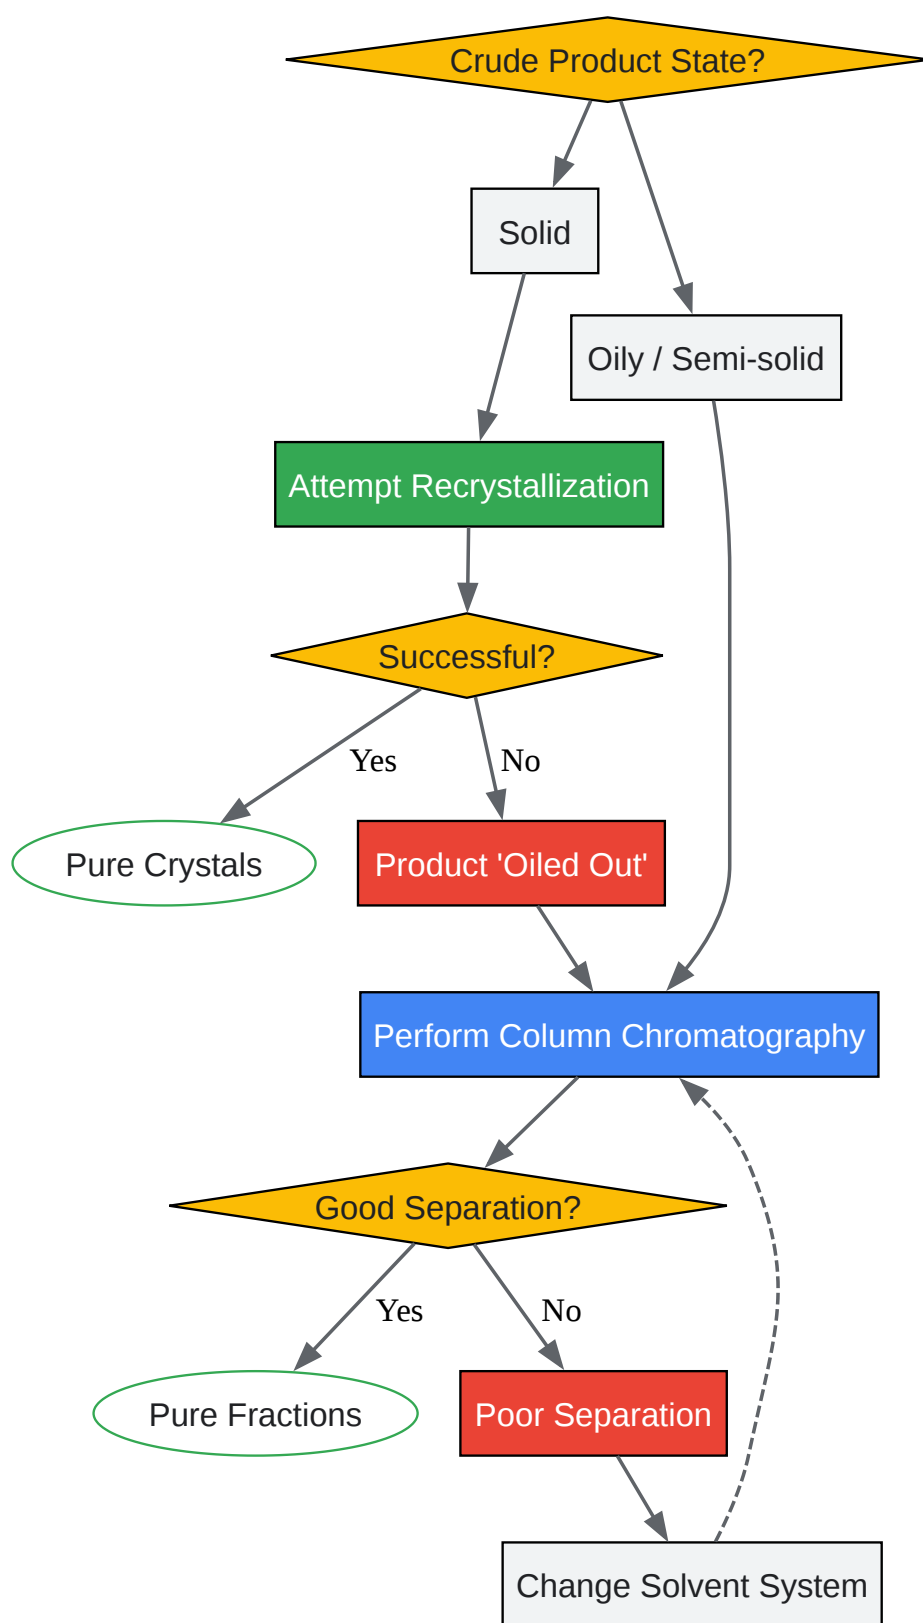 Crude Product State?
Solid
Oily / Semi-solid
Attempt Recrystallization
Successful?
Yes
No
Pure Crystals
Product 'Oiled Out'
Perform Column Chromatography
Good Separation?
Yes
No
Pure Fractions
Poor Separation
Change Solvent System